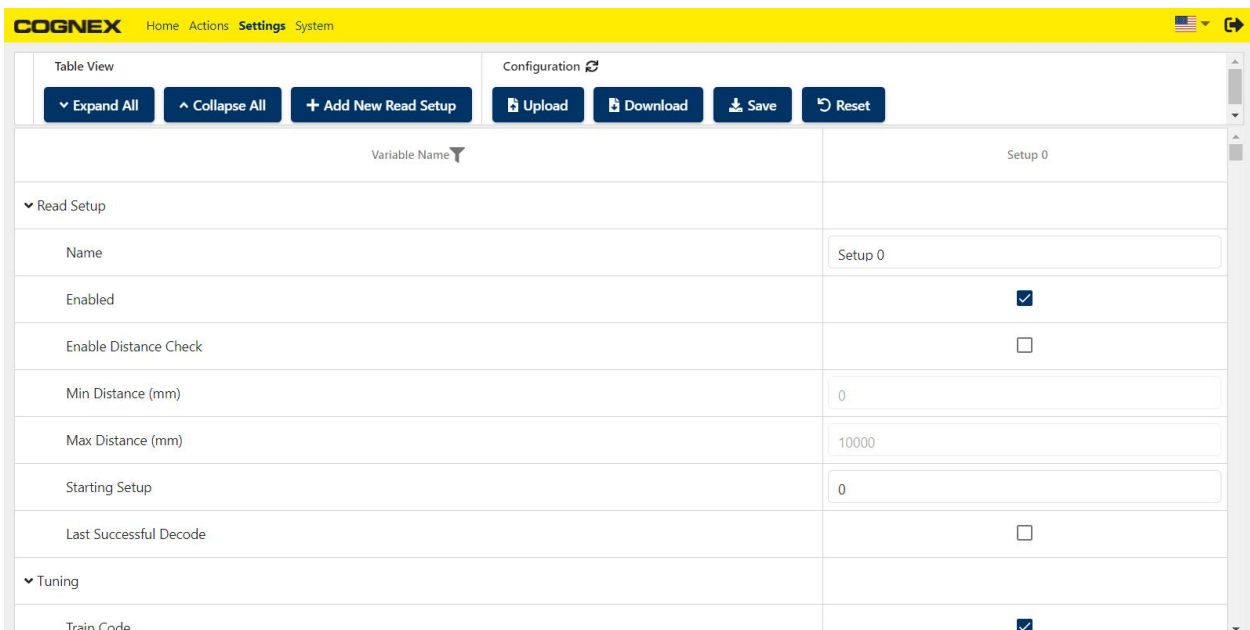 COGNEX Home Actions Settings System
Table View Configuration
Expand All Collapse All Add New Read Setup Upload Download Save Reset
Variable Name Setup 0
Read Setup
Name Setup 0
Enabled
Enable Distance Check
Min Distance (mm) 0
Max Distance (mm) 10000
Starting Setup 0
Last Successful Decode
Tuning
Train Code